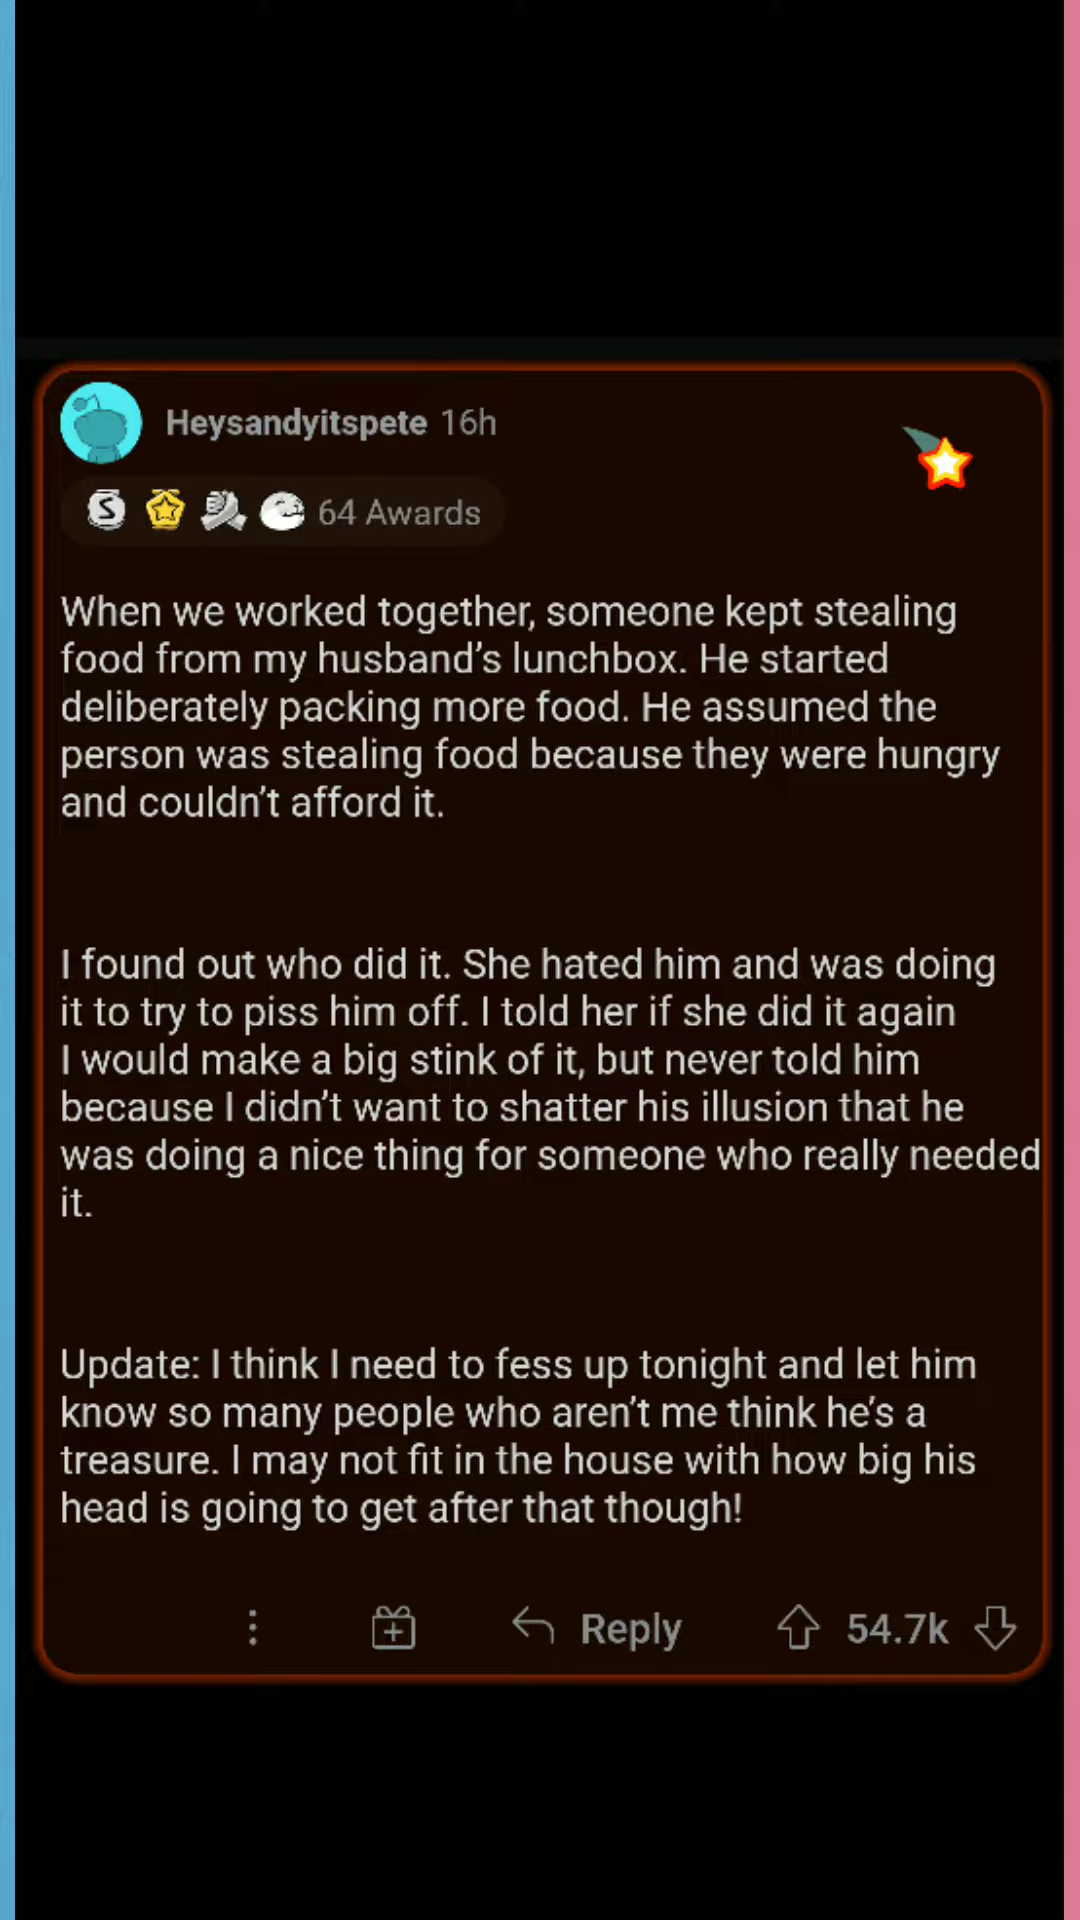 Heysandyitspete 16h
S 64 Awards
When we worked together, someone kept stealing
food from my husband’s lunchbox. He started
deliberately packing more food. He assumed the
person was stealing food because they were hungry
and couldn’t afford it.
I found out who did it. She hated him and was doing
it to try to piss him off. I told her if she did it again
I would make a big stink of it, but never told him
because I didn’t want to shatter his illusion that he
was doing a nice thing for someone who really needed
it.
Update: I think I need to fess up tonight and let him
know so many people who aren’t me think he’s a
treasure. I may not fit in the house with how big his
head is going to get after that though!
Reply 54.7k